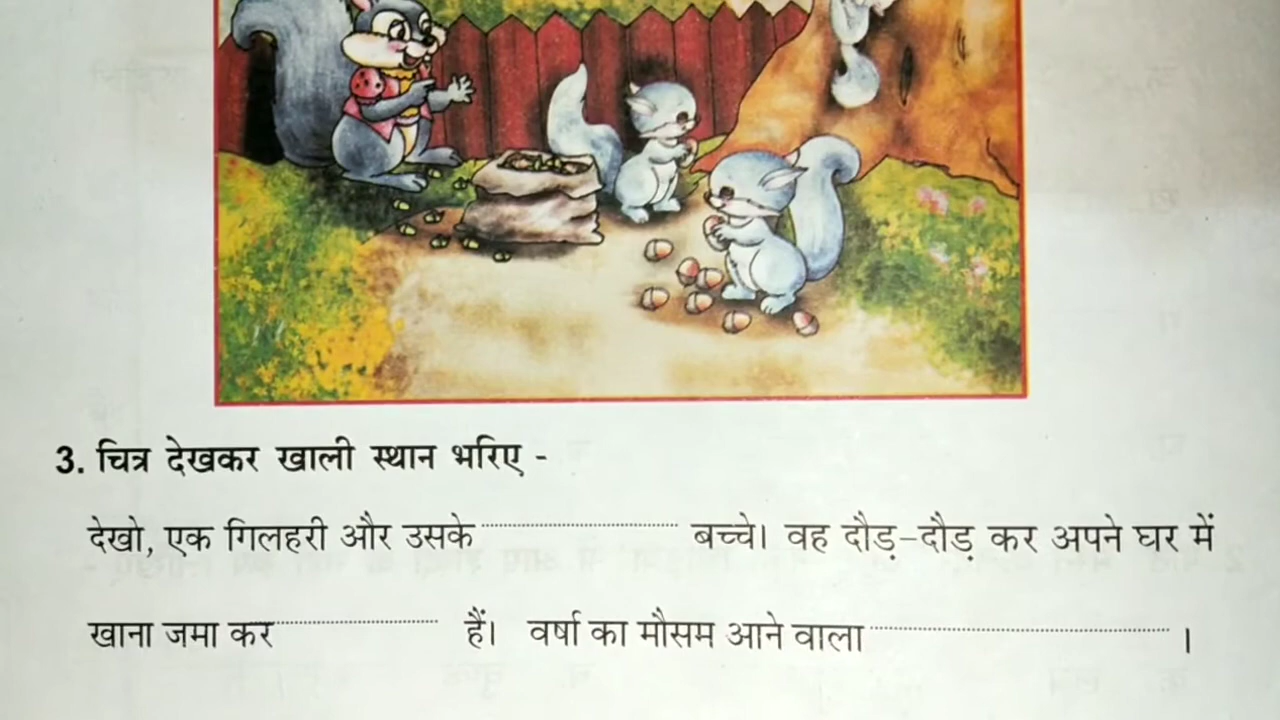 3. चित्र देखकर खाली स्थान भरिए -
देखो, एक गिलहरी और उसके .................... बच्चे। वह दौड़-दौड़ कर अपने घर में
खाना जमा कर .................... हैं। वर्षा का मौसम आने वाला .................... ।